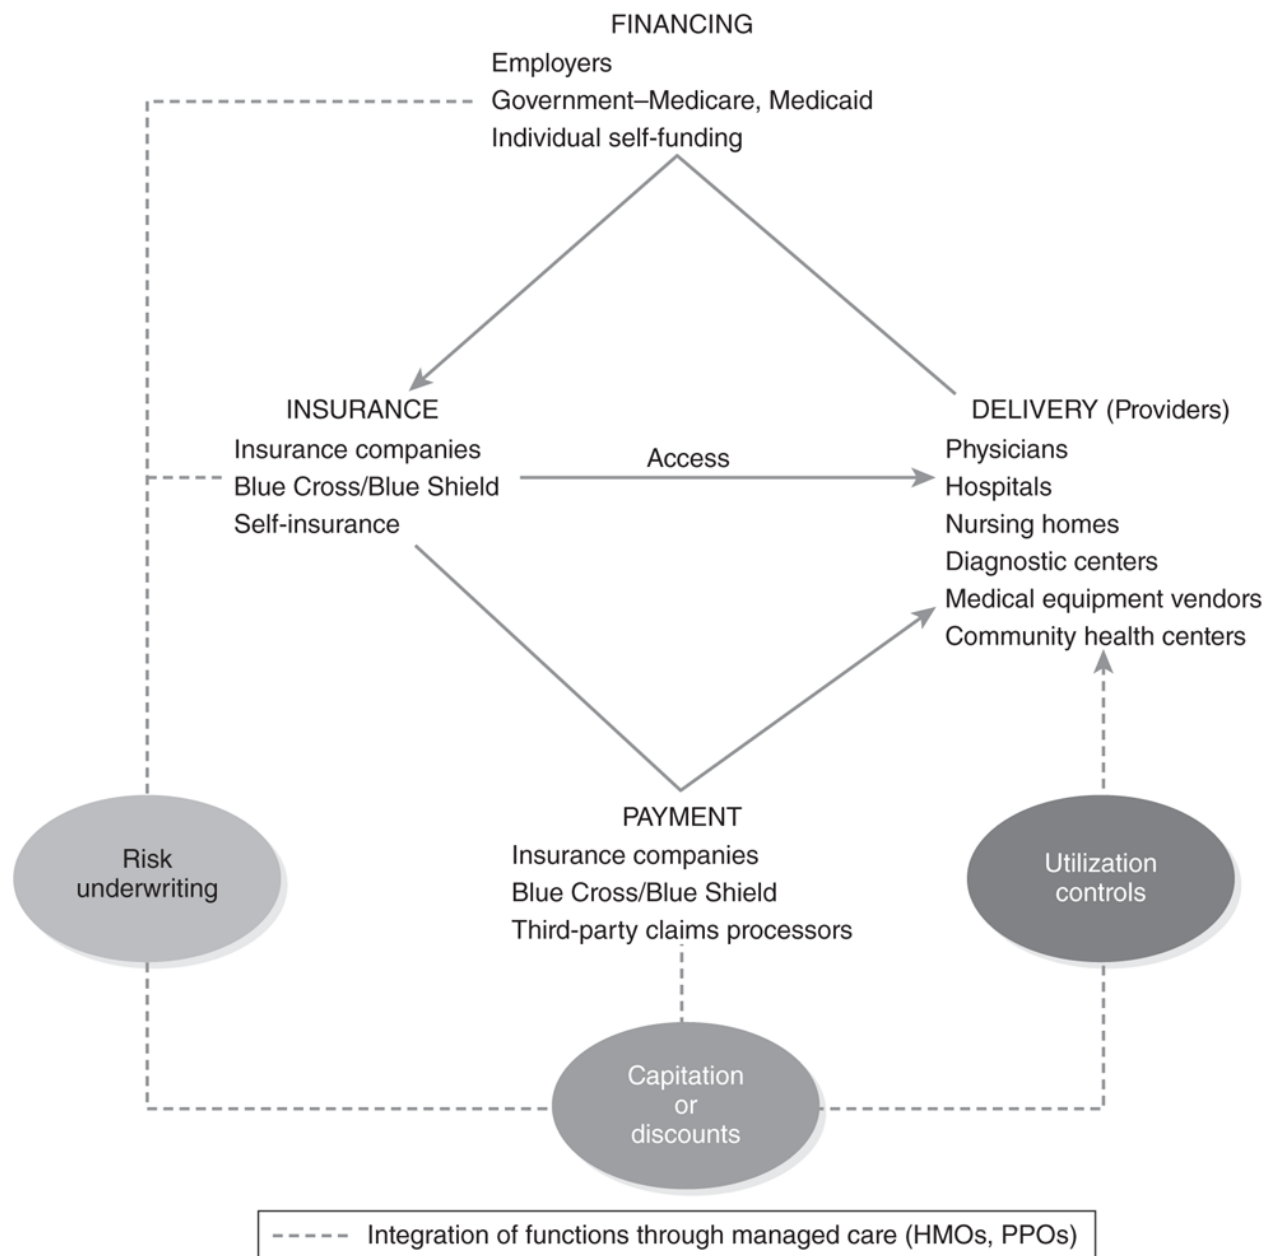 FINANCING
Employers
Government–Medicare, Medicaid
Individual self-funding
INSURANCE
Insurance companies
Blue Cross/Blue Shield
Self-insurance
Access
DELIVERY (Providers)
Physicians
Hospitals
Nursing homes
Diagnostic centers
Medical equipment vendors
Community health centers
PAYMENT
Insurance companies
Blue Cross/Blue Shield
Third-party claims processors
Risk
underwriting
Utilization
controls
Capitation
or
discounts
Integration of functions through managed care (HMOs, PPOs)